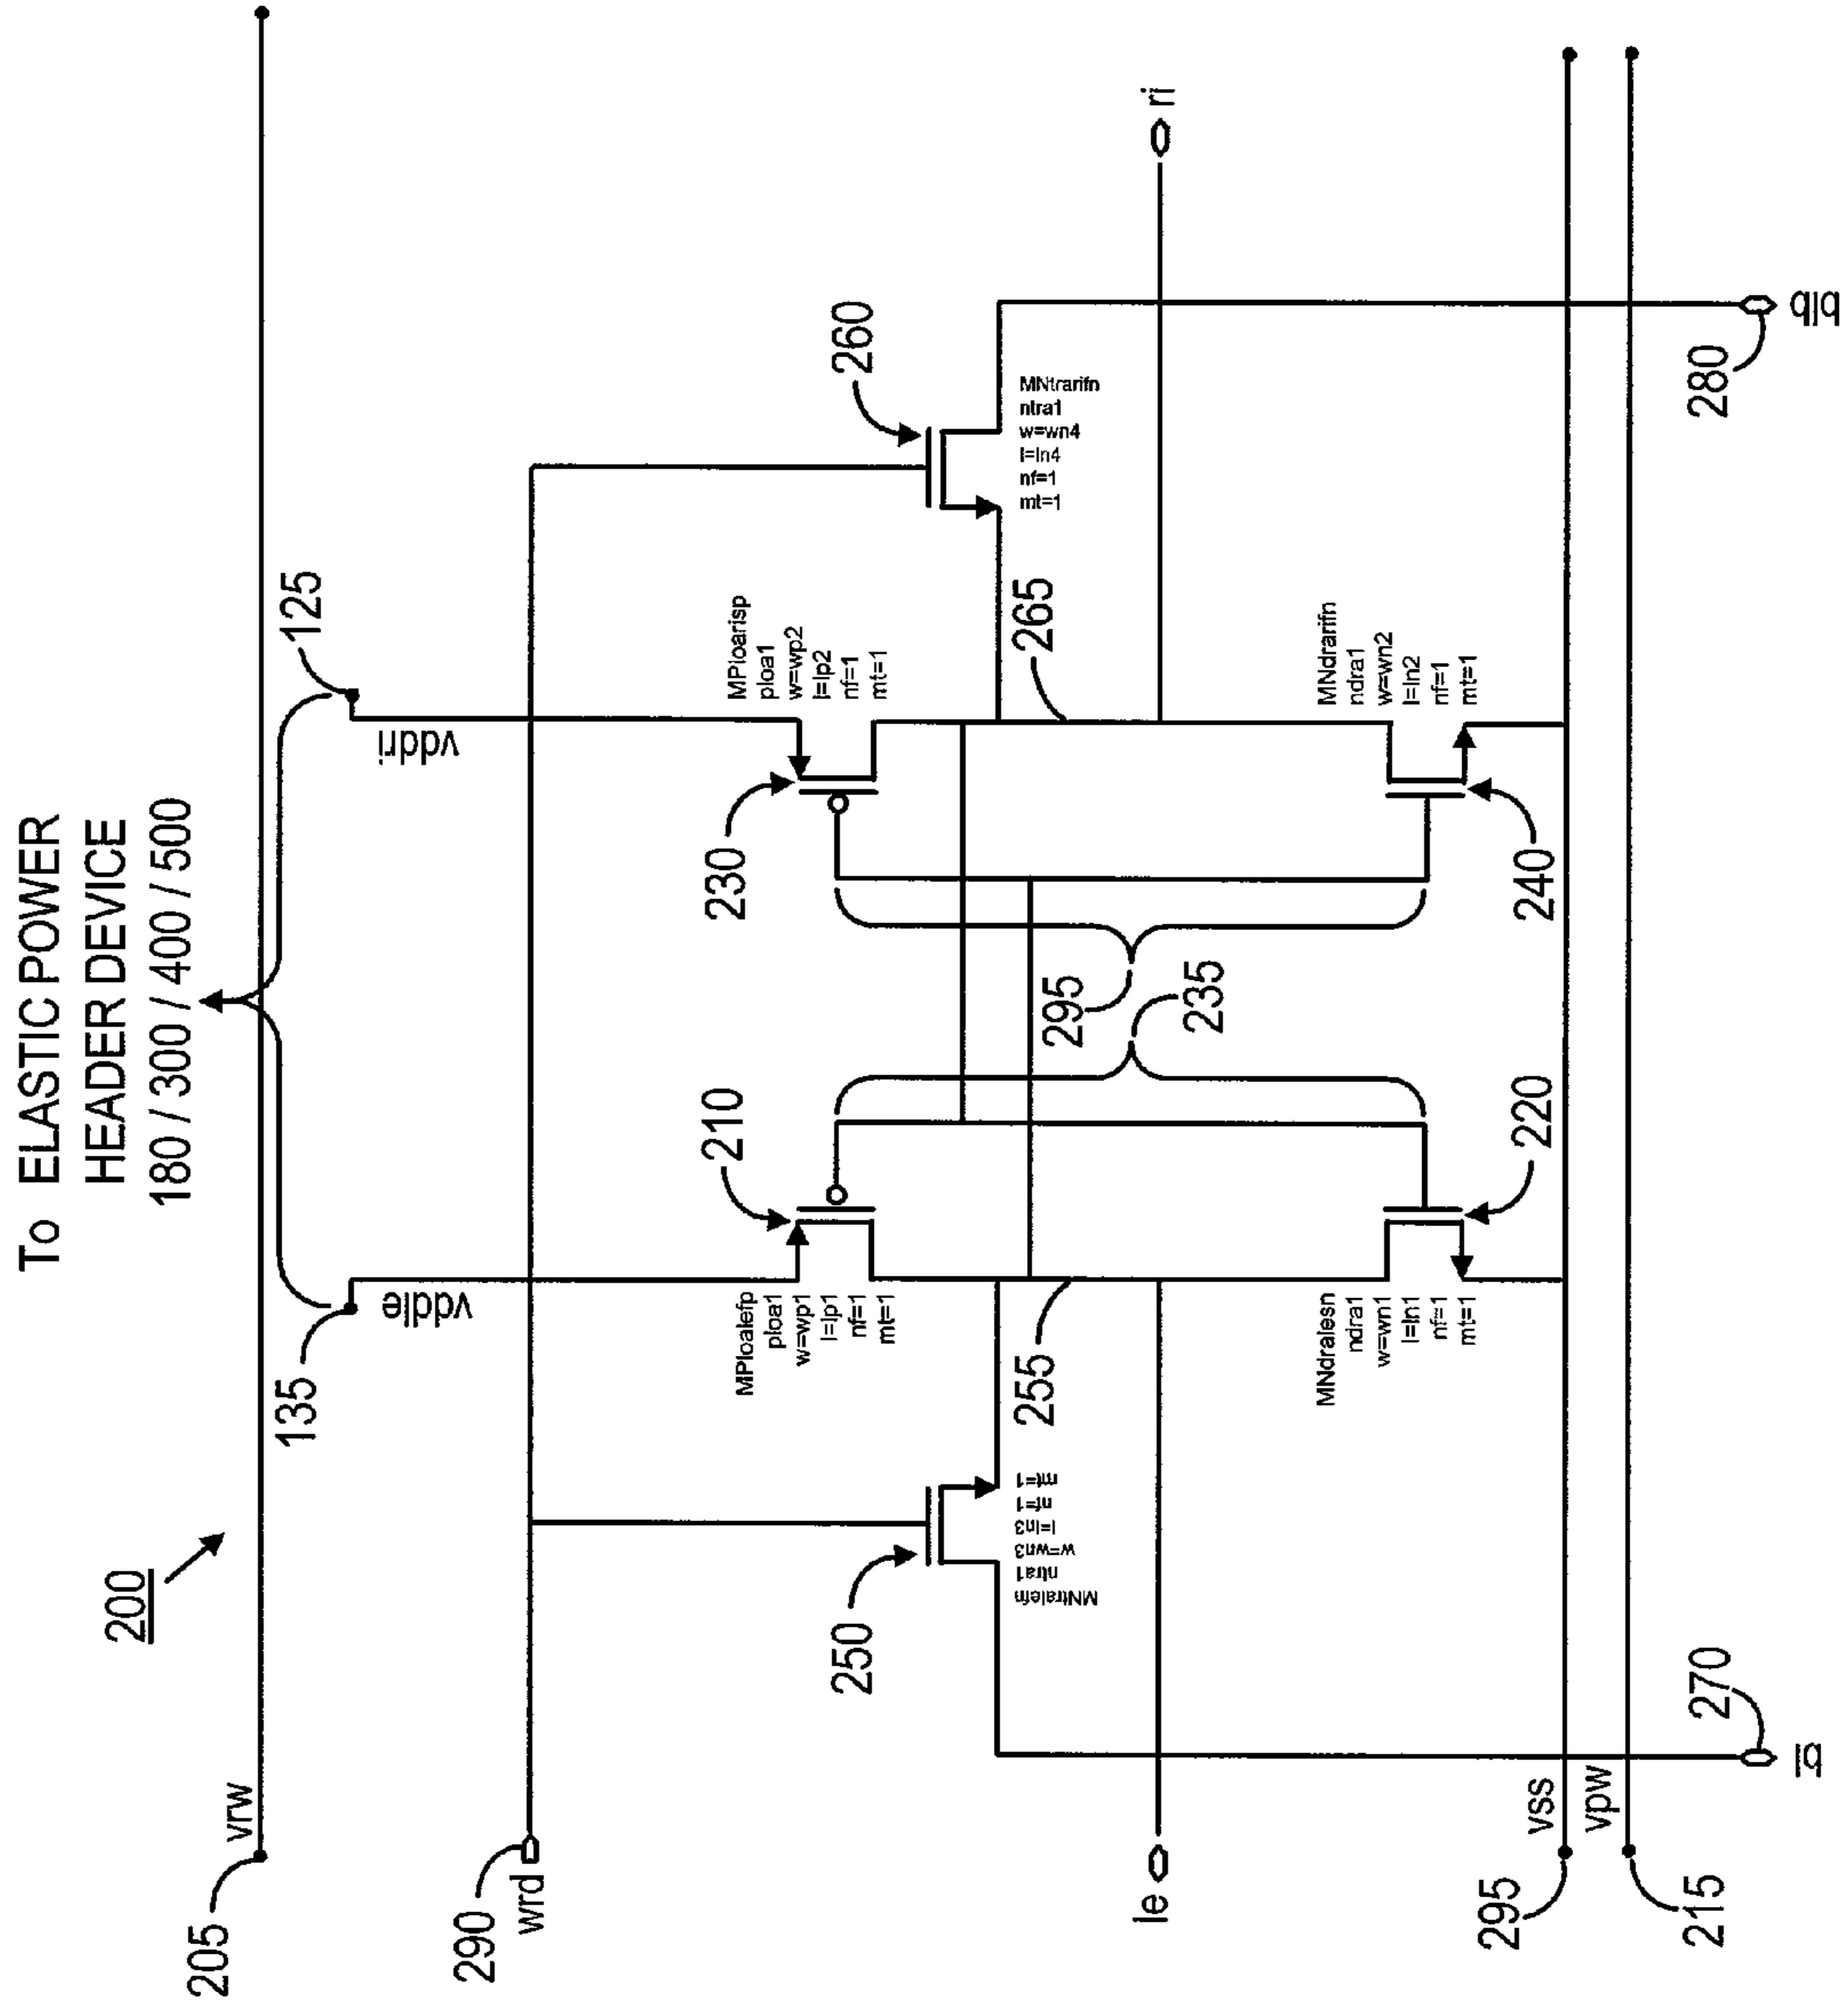 To ELASTIC POWER
HEADER DEVICE
180 / 300 / 400 / 500
200
205
vrw
135
125
vddle
vddri
290
wrd
210
MPloalefp
ploa1
w=wp1
l=lp1
nf=1
mt=1
230
MPloarisp
ploa1
w=wp2
l=lp2
nf=1
mt=1
250
MNtralefn
ntra1
w=wn3
l=ln3
nf=1
mt=1
260
MNtrarifn
ntra1
w=wn4
l=ln4
nf=1
mt=1
255
265
295
235
le
ri
220
MNdralesn
ndra1
w=wn1
l=ln1
nf=1
mt=1
240
MNdrarifn
ndra1
w=wn2
l=ln2
nf=1
mt=1
295
vss
215
vpw
270
bl
280
blb